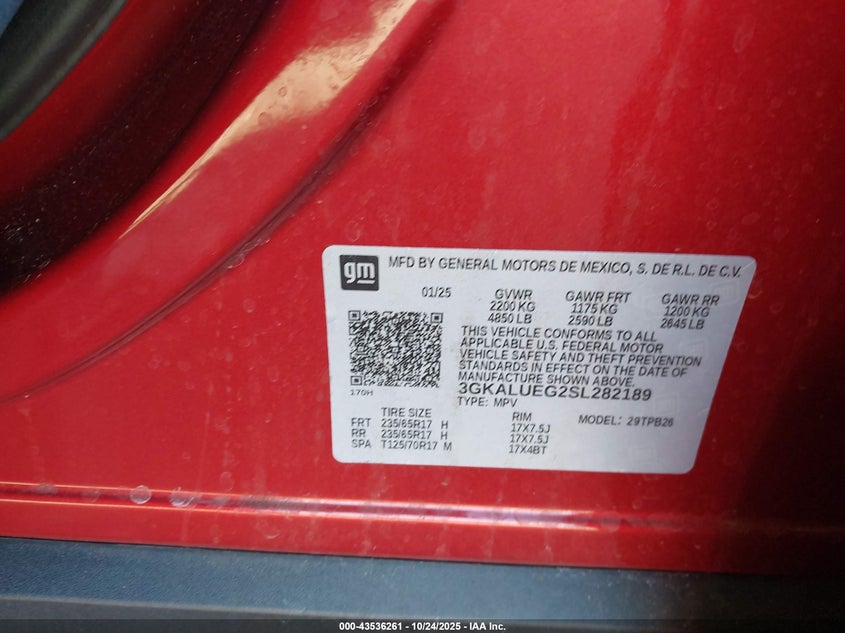 gm
MFD BY GENERAL MOTORS DE MEXICO, S. DE R.L. DE C.V.
01/25 GVWR GAWR FRT GAWR RR
2200 KG 1175 KG 1200 KG
4850 LB 2590 LB 2645 LB
THIS VEHICLE CONFORMS TO ALL
APPLICABLE U.S. FEDERAL MOTOR
VEHICLE SAFETY AND THEFT PREVENTION
STANDARDS IN EFFECT ON THE DATE OF
MANUFACTURE SHOWN ABOVE.
170H
3GKALUEG2SL282189
TYPE: MPV
TIRE SIZE RIM MODEL: 29TPB26
FRT 235/65R17 H 17X7.5J
RR 235/65R17 H 17X7.5J
SPA T125/70R17 M 17X4BT
000-43536261 - 10/24/2025 - IAA Inc.